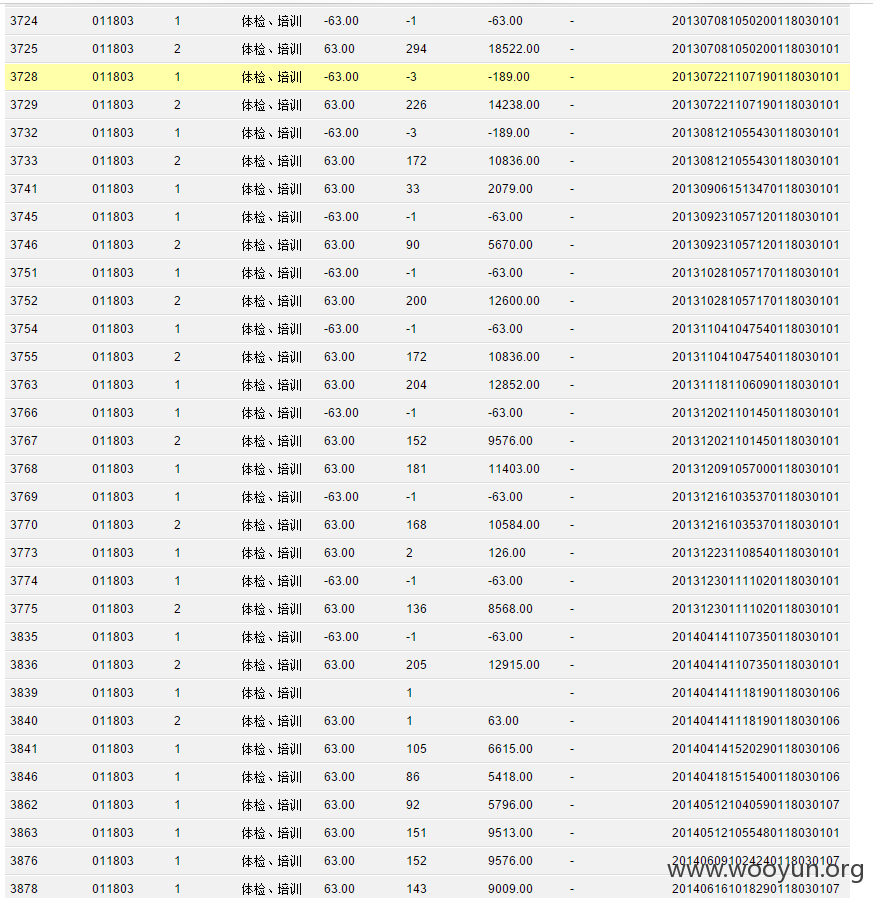 3724 011803 1 体检、培训 -63.00 -1 -63.00 - 201307081050200118030101
3725 011803 2 体检、培训 63.00 294 18522.00 - 201307081050200118030101
3728 011803 1 体检、培训 -63.00 -3 -189.00 - 201307221107190118030101
3729 011803 2 体检、培训 63.00 226 14238.00 - 201307221107190118030101
3732 011803 1 体检、培训 -63.00 -3 -189.00 - 201308121055430118030101
3733 011803 2 体检、培训 63.00 172 10836.00 - 201308121055430118030101
3741 011803 1 体检、培训 63.00 33 2079.00 - 201309061513470118030101
3745 011803 1 体检、培训 -63.00 -1 -63.00 - 201309231057120118030101
3746 011803 2 体检、培训 63.00 90 5670.00 - 201309231057120118030101
3751 011803 1 体检、培训 -63.00 -1 -63.00 - 201310281057170118030101
3752 011803 2 体检、培训 63.00 200 12600.00 - 201310281057170118030101
3754 011803 1 体检、培训 -63.00 -1 -63.00 - 201311041047540118030101
3755 011803 2 体检、培训 63.00 172 10836.00 - 201311041047540118030101
3763 011803 1 体检、培训 63.00 204 12852.00 - 201311181106090118030101
3766 011803 1 体检、培训 -63.00 -1 -63.00 - 201312021101450118030101
3767 011803 2 体检、培训 63.00 152 9576.00 - 201312021101450118030101
3768 011803 1 体检、培训 63.00 181 11403.00 - 201312091057000118030101
3769 011803 1 体检、培训 -63.00 -1 -63.00 - 201312161035370118030101
3770 011803 2 体检、培训 63.00 168 10584.00 - 201312161035370118030101
3773 011803 1 体检、培训 63.00 2 126.00 - 201312231108540118030101
3774 011803 1 体检、培训 -63.00 -1 -63.00 - 201312301111020118030101
3775 011803 2 体检、培训 63.00 136 8568.00 - 201312301111020118030101
3835 011803 1 体检、培训 -63.00 -1 -63.00 - 201404141107350118030101
3836 011803 2 体检、培训 63.00 205 12915.00 - 201404141107350118030101
3839 011803 1 体检、培训 1 - 201404141118190118030106
3840 011803 2 体检、培训 63.00 1 63.00 - 201404141118190118030106
3841 011803 1 体检、培训 63.00 105 6615.00 - 201404141520290118030106
3846 011803 1 体检、培训 63.00 86 5418.00 - 201404181515400118030106
3862 011803 1 体检、培训 63.00 92 5796.00 - 201405121040590118030107
3863 011803 1 体检、培训 63.00 151 9513.00 - 201405121055480118030101
3876 011803 1 体检、培训 63.00 152 9576.00 - 201406091024240118030107
www.wooyun.org
3878 011803 1 体检、培训 63.00 143 9009.00 - 201406161018290118030107